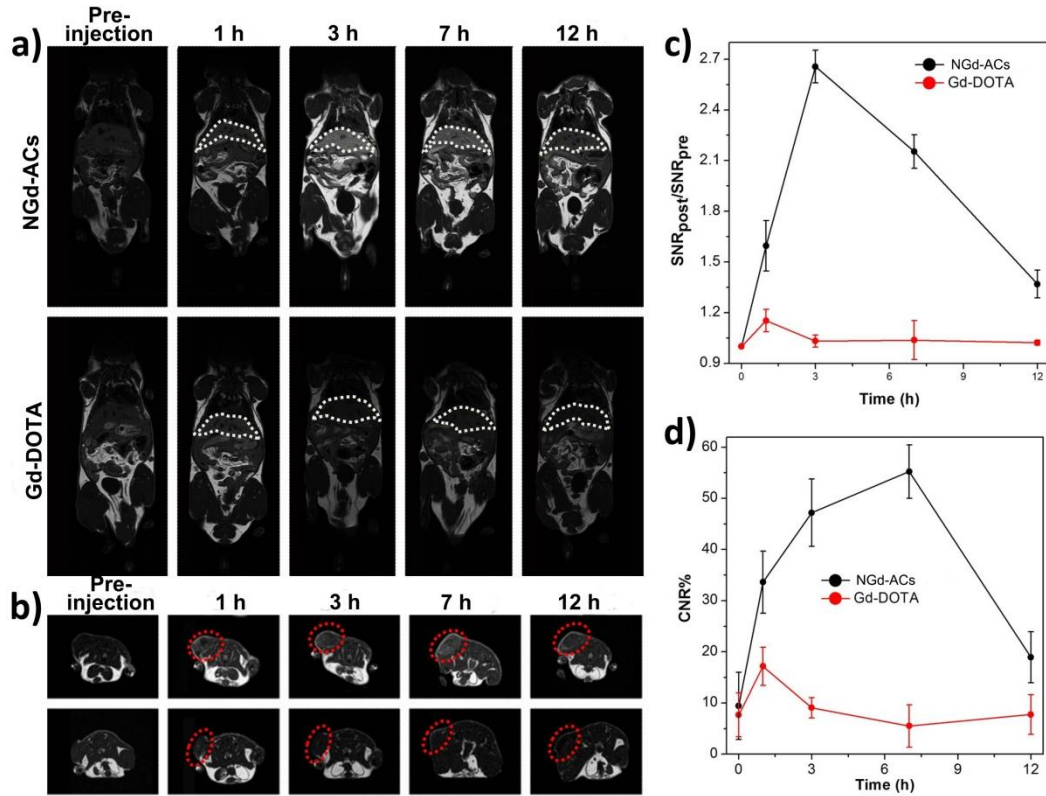 a)
Pre-
injection
1 h
3 h
7 h
12 h
NGd-ACs
Gd-DOTA
b)
Pre-
injection
1 h
3 h
7 h
12 h
c)
2.7
2.4
2.1
1.8
1.5
1.2
0.9
SNRpost/SNRpre
NGd-ACs
Gd-DOTA
0 3 6 9 12
Time (h)
d)
60
50
40
30
20
10
0
CNR%
NGd-ACs
Gd-DOTA
0 3 6 9 12
Time (h)